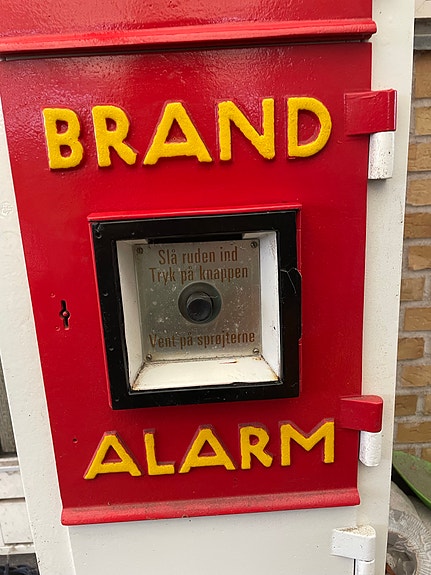 BRAND
Slå ruden ind
Tryk på knappen
Vent på sprøjterne
ALARM